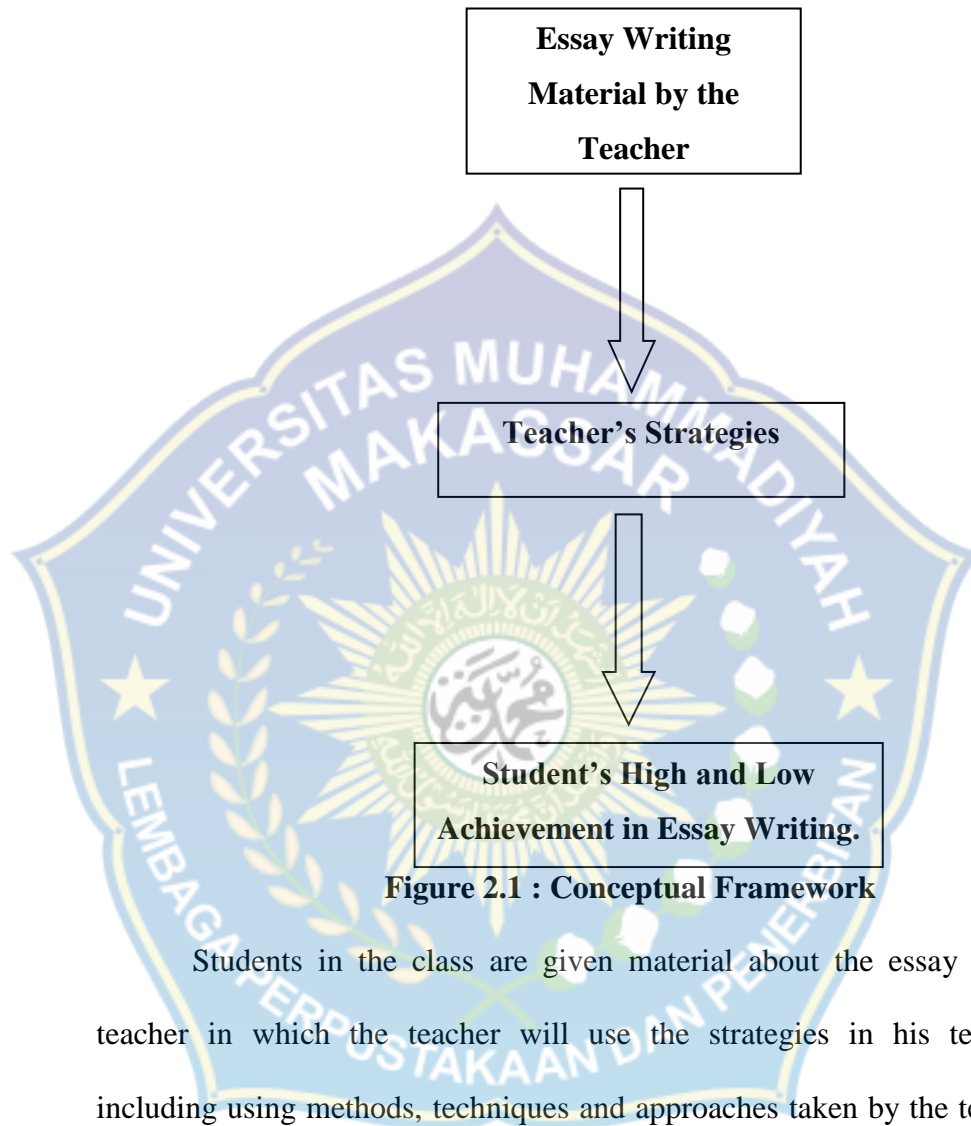 Essay Writing
Material by the
Teacher
UNIVERSITAS MUHAMMADIYAH
MAKASSAR
Teacher's Strategies
Student's High and Low
Achievement in Essay Writing.
Figure 2.1 : Conceptual Framework
LEMBAGA PERPUSTAKAAN DAN PENERBITAN
Students in the class are given material about the essay
teacher in which the teacher will use the strategies in his te
including using methods, techniques and approaches taken by the te